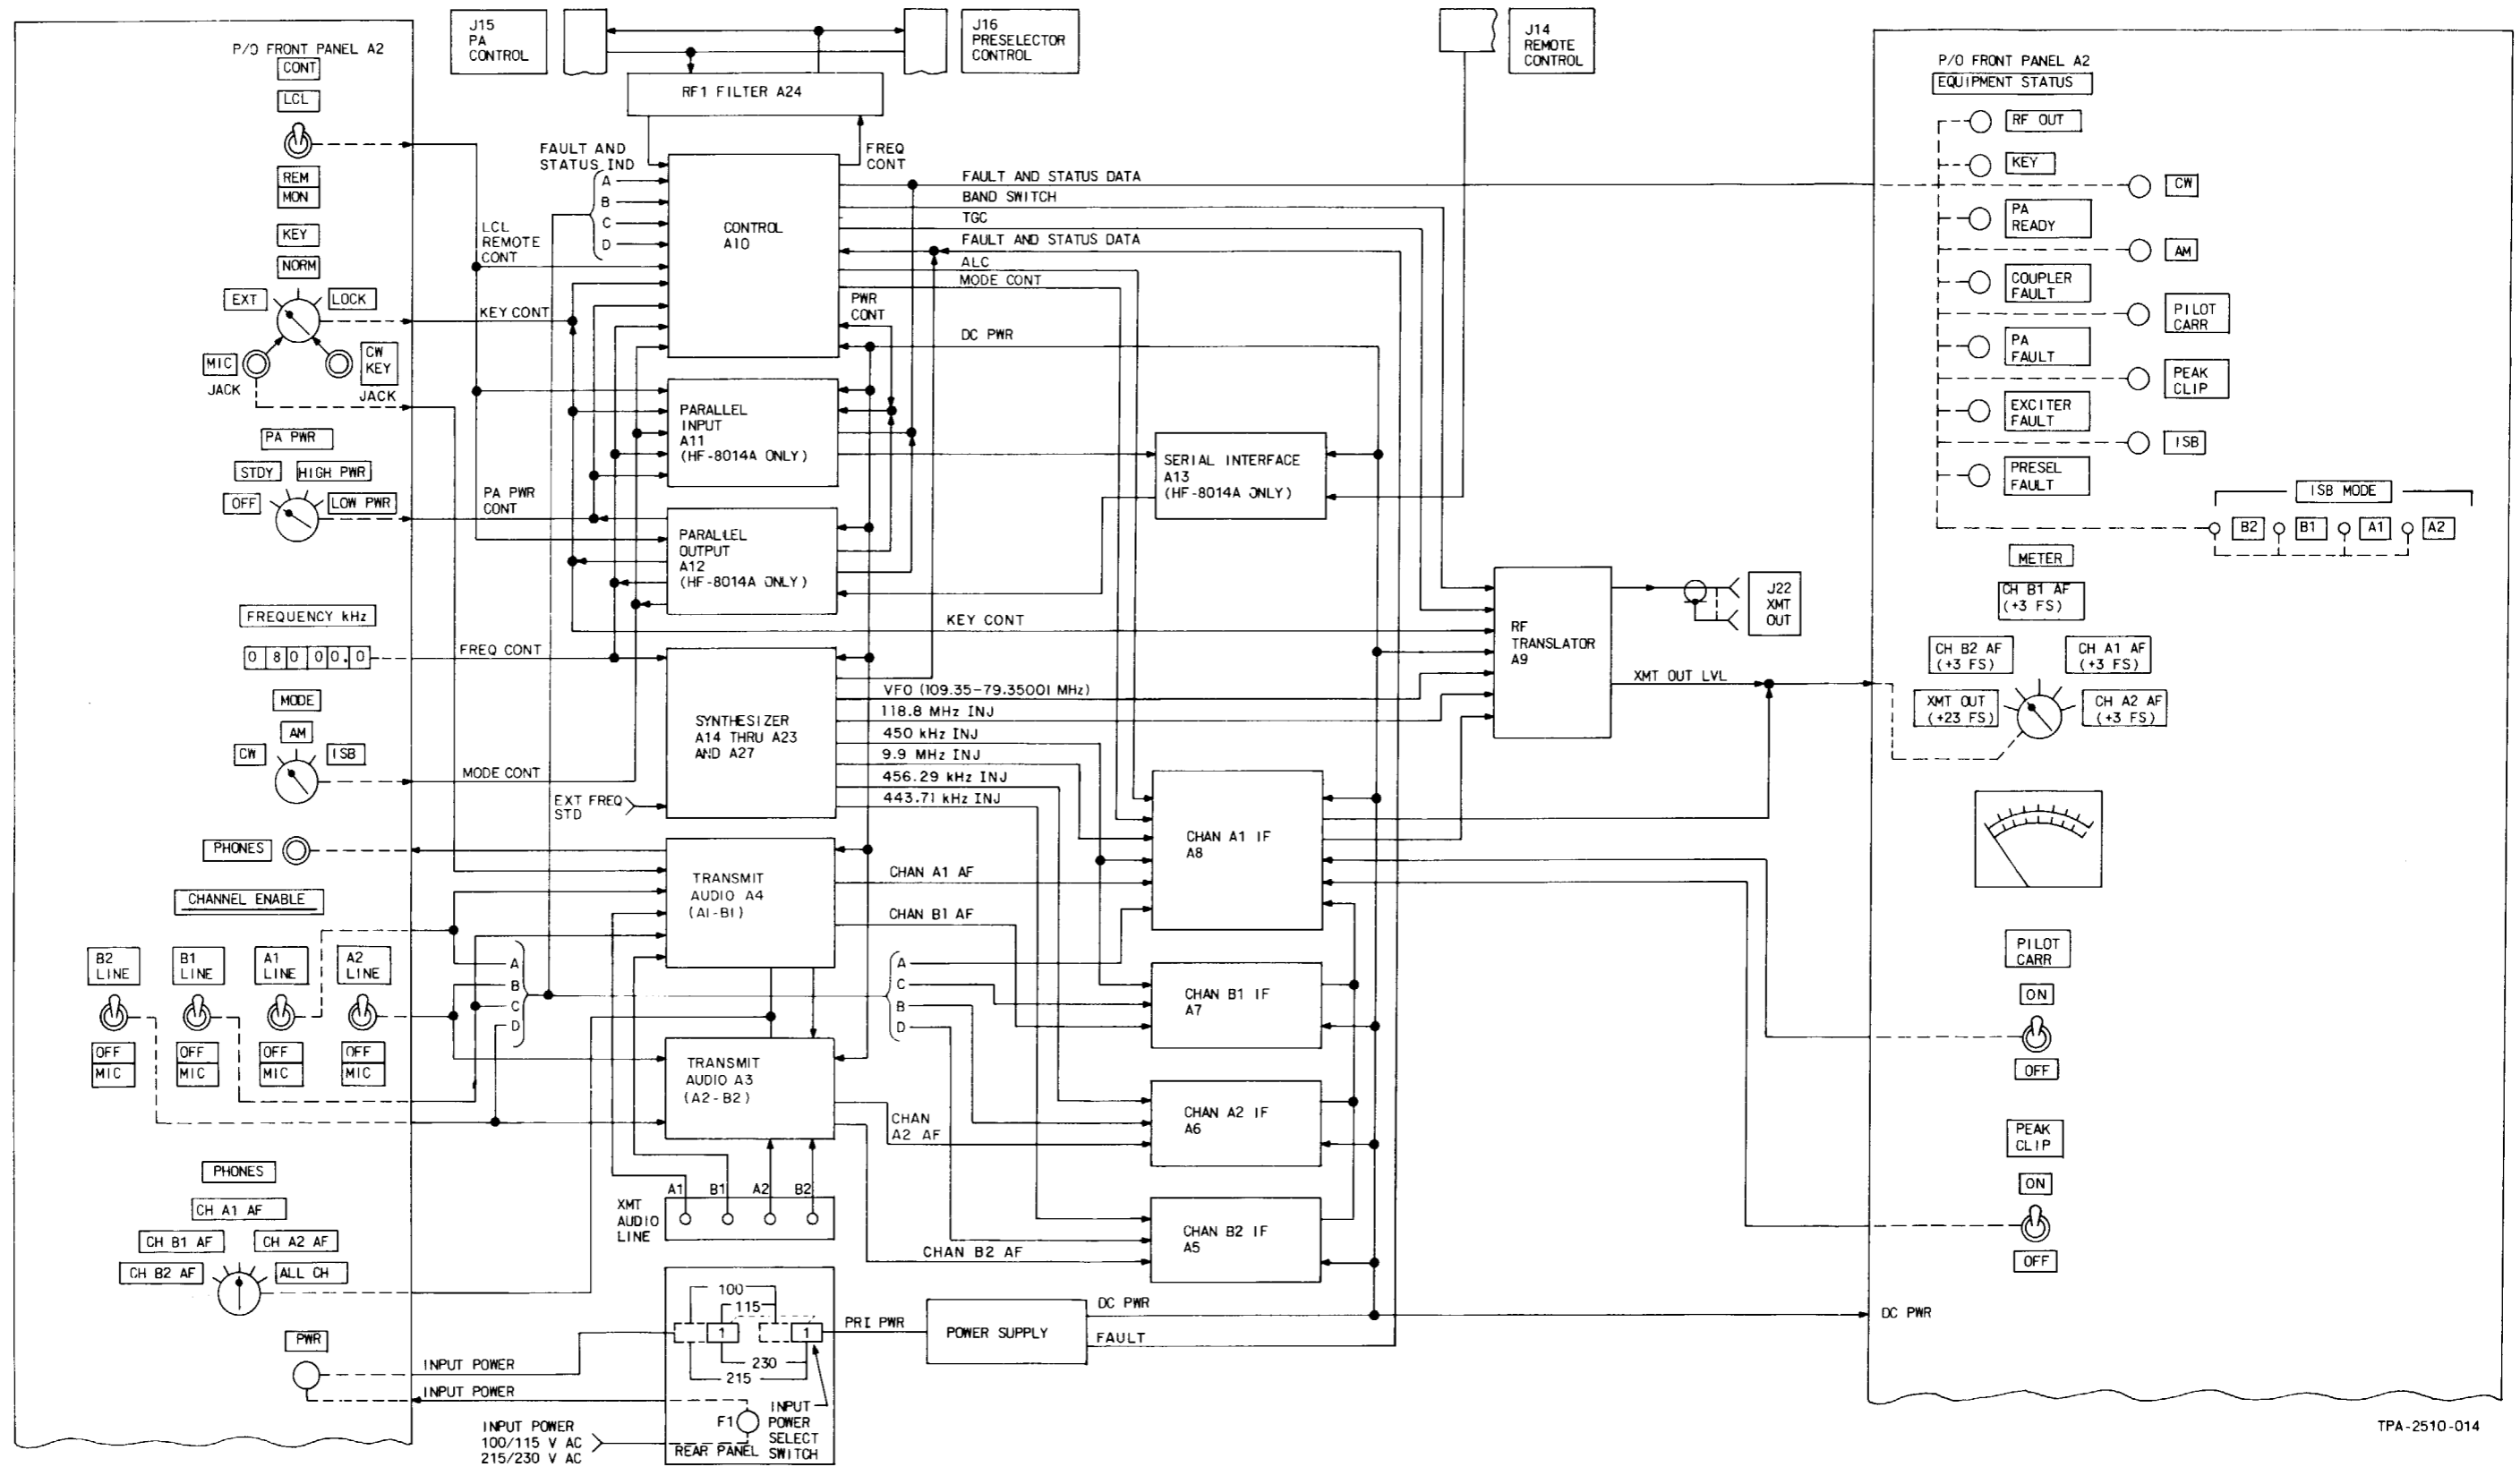 P/O FRONT PANEL A2
CONT
LCL
REM
MON
KEY
NORM
EXT
LOCK
MIC
JACK
CW
KEY
JACK
PA PWR
STDY
HIGH PWR
OFF
LOW PWR
FREQUENCY kHz
0 8 0 0 0 . 0
MODE
AM
CW
ISB
PHONES
CHANNEL ENABLE
B2
LINE
B1
LINE
A1
LINE
A2
LINE
OFF
MIC
OFF
MIC
OFF
MIC
OFF
MIC
PHONES
CH A1 AF
CH B1 AF
CH A2 AF
CH B2 AF
ALL CH
PWR
J15
PA
CONTROL
J16
PRESELECTOR
CONTROL
RF1 FILTER A24
FAULT AND
STATUS IND
A
B
C
D
FREQ
CONT
LCL
REMOTE
CONT
KEY CONT
PA PWR
CONT
FREQ CONT
MODE CONT
EXT FREQ
STD
CONTROL
A10
FAULT AND STATUS DATA
BAND SWITCH
TGC
FAULT AND STATUS DATA
ALC
MODE CONT
PWR
CONT
DC PWR
PARALLEL
INPUT
A11
(HF-8014A ONLY)
PARALLEL
OUTPUT
A12
(HF-8014A ONLY)
SERIAL INTERFACE
A13
(HF-8014A ONLY)
KEY CONT
SYNTHESIZER
A14 THRU A23
AND A27
VFO (109.35-79.35001 MHz)
118.8 MHz INJ
450 kHz INJ
9.9 MHz INJ
456.29 kHz INJ
443.71 kHz INJ
TRANSMIT
AUDIO A4
(A1-B1)
CHAN A1 AF
CHAN B1 AF
A
B
C
D
A
C
B
D
TRANSMIT
AUDIO A3
(A2-B2)
CHAN
A2 AF
CHAN B2 AF
A1 B1 A2 B2
XMT
AUDIO
LINE
100
115
1
1
230
215
INPUT
POWER
SELECT
SWITCH
F1
REAR PANEL
INPUT POWER
INPUT POWER
INPUT POWER
100/115 V AC
215/230 V AC
PRI PWR
POWER SUPPLY
DC PWR
FAULT
CHAN A1 IF
A8
CHAN B1 IF
A7
CHAN A2 IF
A6
CHAN B2 IF
A5
J14
REMOTE
CONTROL
RF
TRANSLATOR
A9
J22
XMT
OUT
XMT OUT LVL
P/O FRONT PANEL A2
EQUIPMENT STATUS
RF OUT
KEY
CW
PA
READY
AM
COUPLER
FAULT
PILOT
CARR
PA
FAULT
PEAK
CLIP
EXCITER
FAULT
ISB
PRESEL
FAULT
ISB MODE
B2
B1
A1
A2
METER
CH B1 AF
(+3 FS)
CH B2 AF
(+3 FS)
CH A1 AF
(+3 FS)
XMT OUT
(+23 FS)
CH A2 AF
(+3 FS)
PILOT
CARR
ON
OFF
PEAK
CLIP
ON
OFF
DC PWR
TPA-2510-014